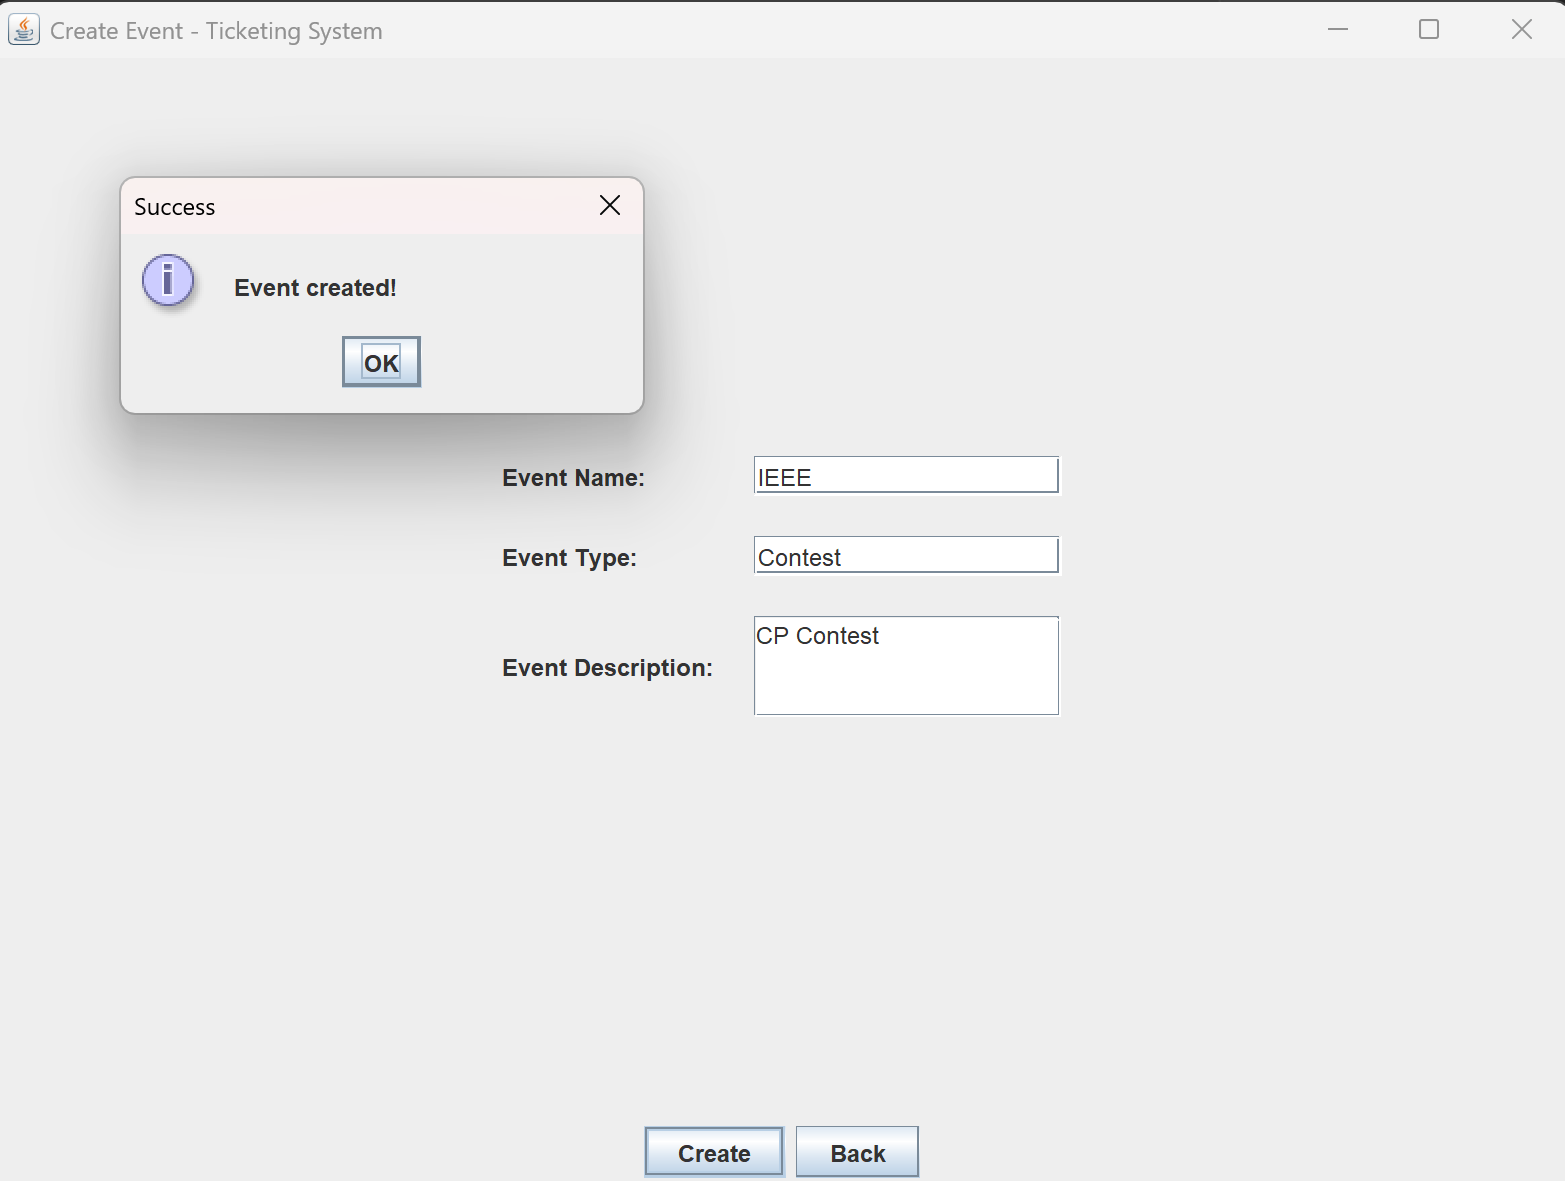 Create Event - Ticketing System
Success
Event created!
OK
Event Name:
IEEE
Event Type:
Contest
Event Description:
CP Contest
Create
Back